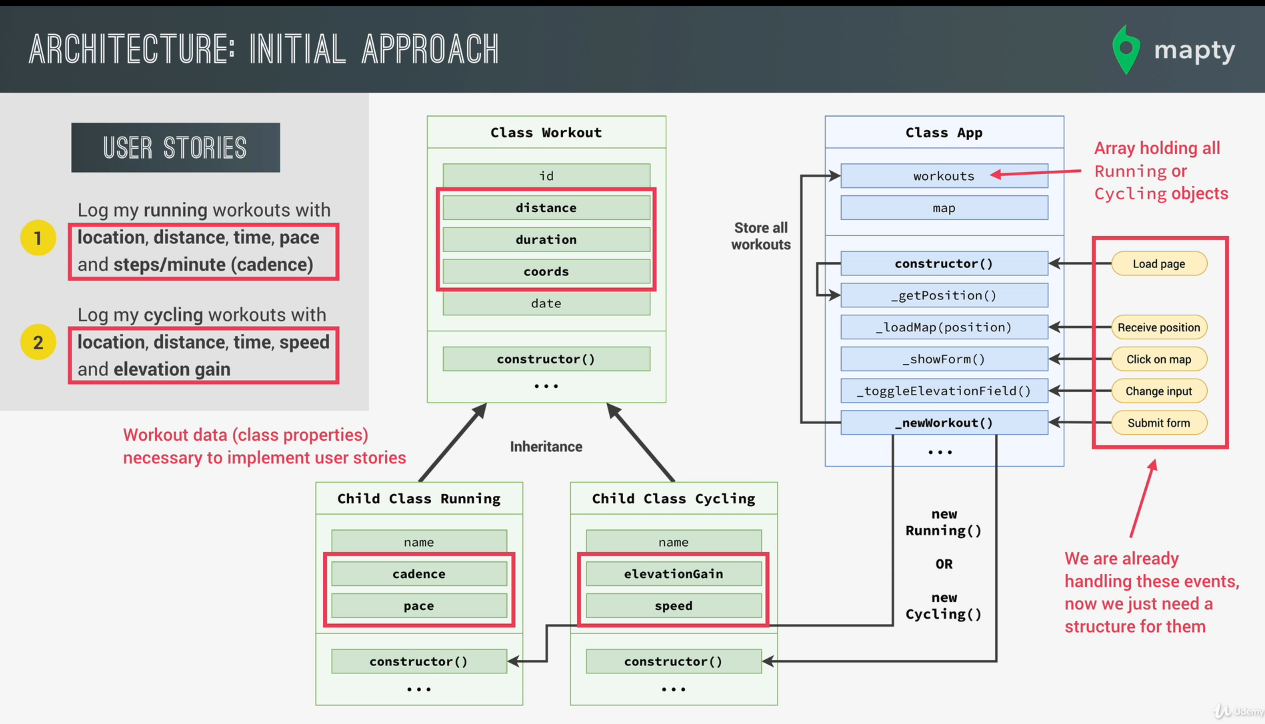 ARCHITECTURE: INITIAL APPROACH
mapty
USER STORIES
1
Log my running workouts with
location, distance, time, pace
and steps/minute (cadence)
2
Log my cycling workouts with
location, distance, time, speed
and elevation gain
Workout data (class properties)
necessary to implement user stories
Class Workout
id
distance
duration
coords
date
constructor()
...
Inheritance
Child Class Running
name
cadence
pace
constructor()
...
Child Class Cycling
name
elevationGain
speed
constructor()
...
Class App
workouts
map
constructor()
_getPosition()
_loadMap(position)
_showForm()
_toggleElevationField()
_newWorkout()
...
Store all
workouts
Array holding all
Running or
Cycling objects
Load page
Receive position
Click on map
Change input
Submit form
new
Running()
OR
new
Cycling()
We are already
handling these events,
now we just need a
structure for them
Udemy